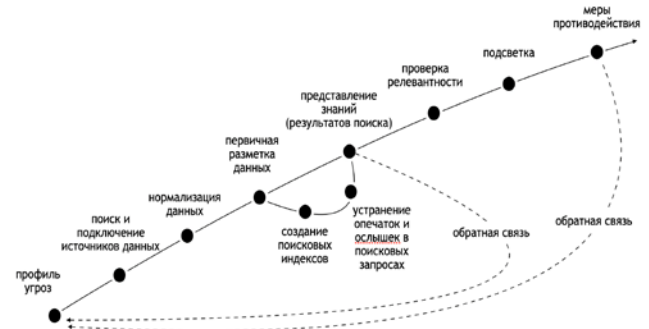 меры
противодействия
подсветка
проверка
релевантности
представление
знаний
(результатов поиска)
первичная
разметка
данных
нормализация
данных
поиск и
подключение
источников данных
профиль
угроз
создание
поисковых
индексов
устранение
опечаток и
ослышек в
поисковых
запросах
обратная связь
обратная связь